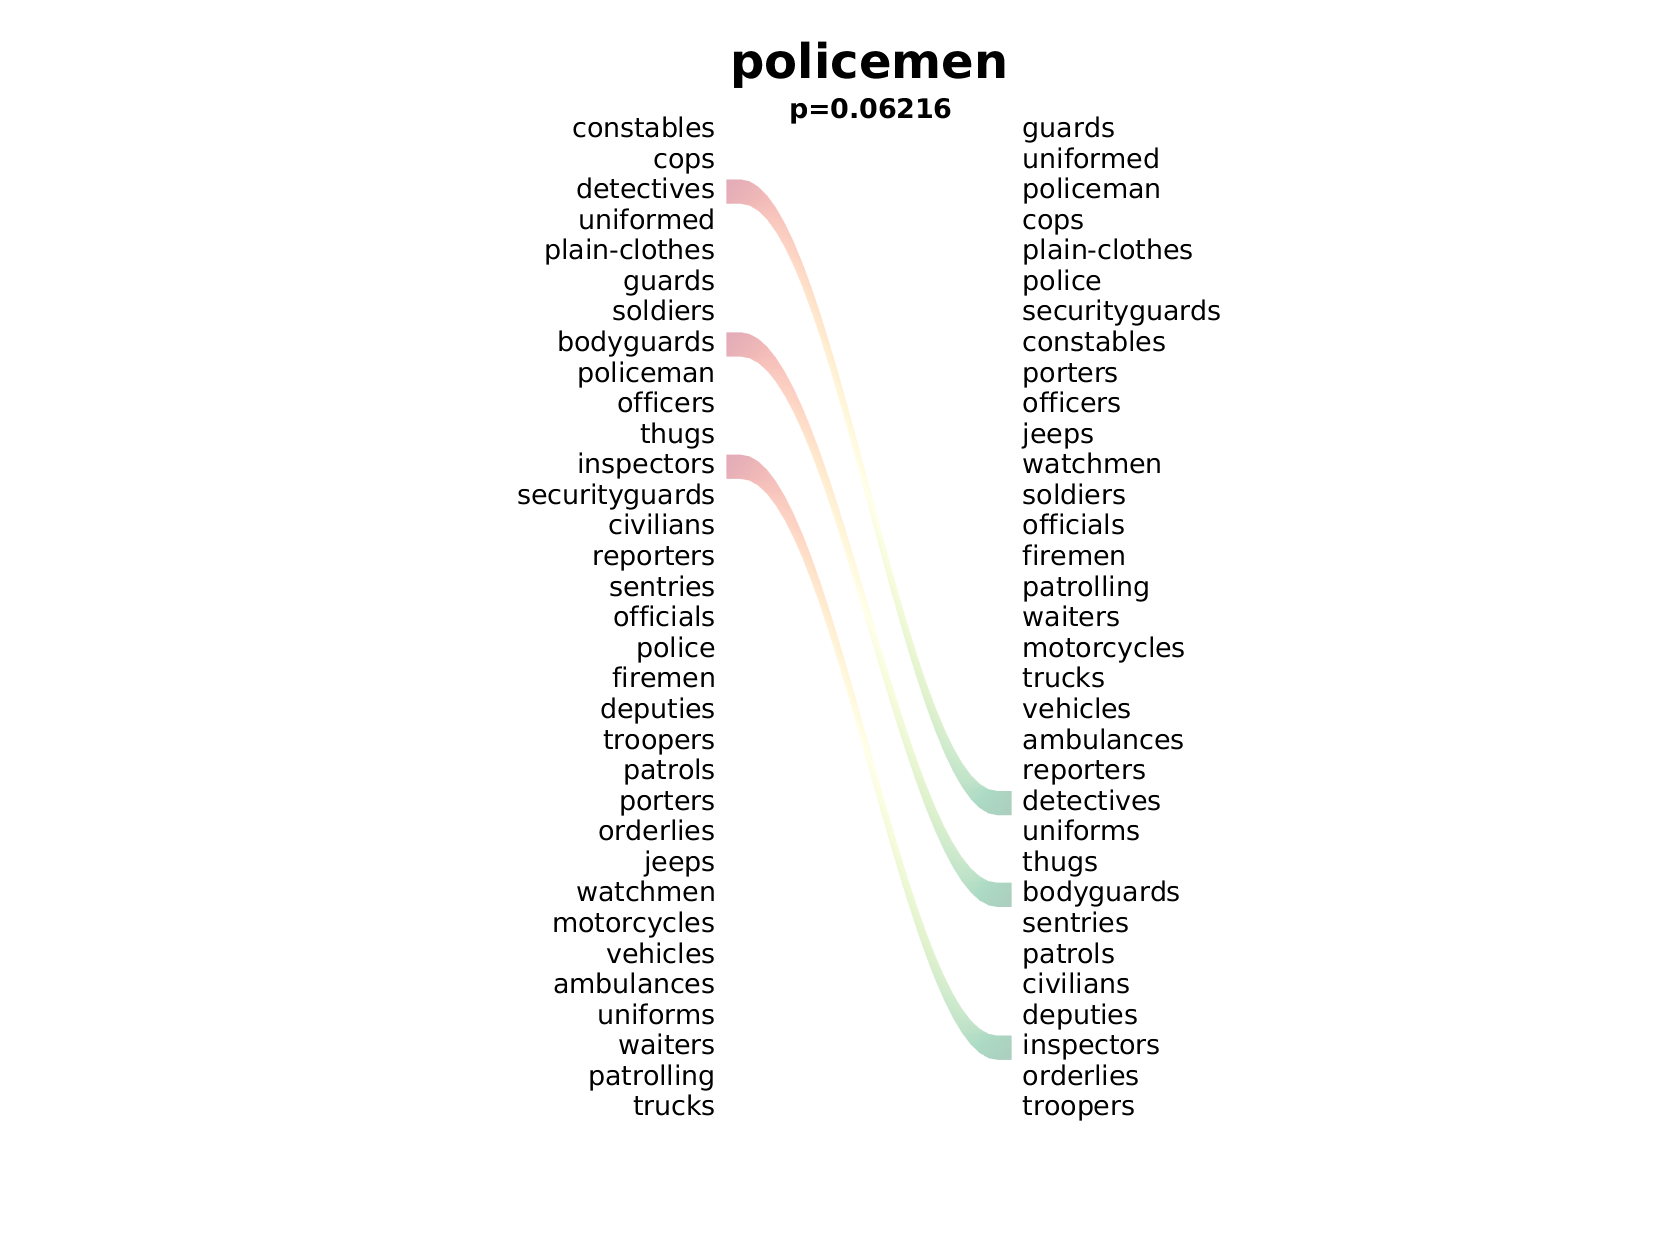 policemen
p=0.06216
constables
cops
detectives
uniformed
plain-clothes
guards
soldiers
bodyguards
policeman
officers
thugs
inspectors
securityguards
civilians
reporters
sentries
officials
police
firemen
deputies
troopers
patrols
porters
orderlies
jeeps
watchmen
motorcycles
vehicles
ambulances
uniforms
waiters
patrolling
trucks
guards
uniformed
policeman
cops
plain-clothes
police
securityguards
constables
porters
officers
jeeps
watchmen
soldiers
officials
firemen
patrolling
waiters
motorcycles
trucks
vehicles
ambulances
reporters
detectives
uniforms
thugs
bodyguards
sentries
patrols
civilians
deputies
inspectors
orderlies
troopers